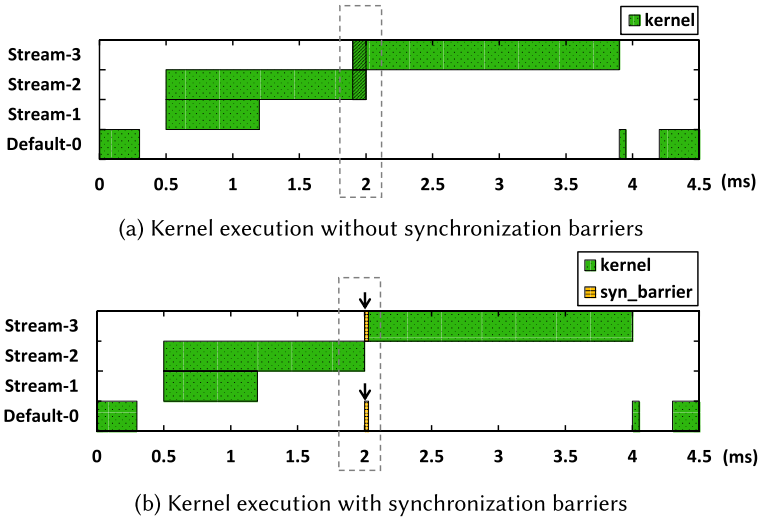 kernel
Stream-3
Stream-2
Stream-1
Default-0
0 0.5 1 1.5 2 2.5 3 3.5 4 4.5 (ms)
(a) Kernel execution without synchronization barriers
kernel
syn_barrier
Stream-3
Stream-2
Stream-1
Default-0
0 0.5 1 1.5 2 2.5 3 3.5 4 4.5 (ms)
(b) Kernel execution with synchronization barriers